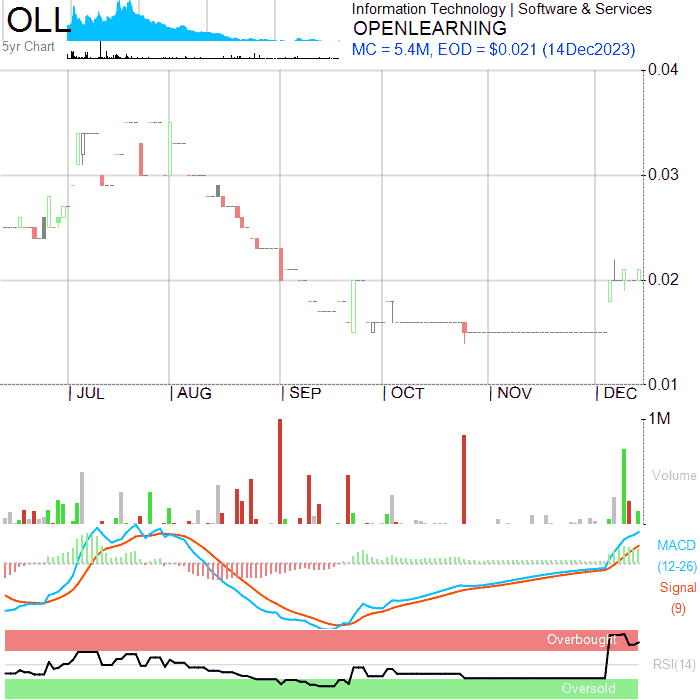 OLL
5yr Chart
Information Technology | Software & Services
OPENLEARNING
MC = 5.4M, EOD = $0.021 (14Dec2023)
0.04
0.03
0.02
0.01
JUL AUG SEP OCT NOV DEC
1M
Volume
MACD
(12-26)
Signal
(9)
Overbought
RSI(14)
Oversold